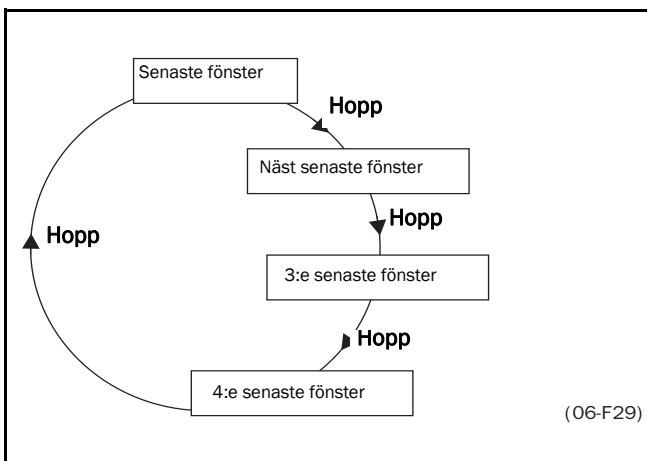 Senaste fönster
Hopp
Näst senaste fönster
Hopp
Hopp
3:e senaste fönster
Hopp
4:e senaste fönster
(06-F29)